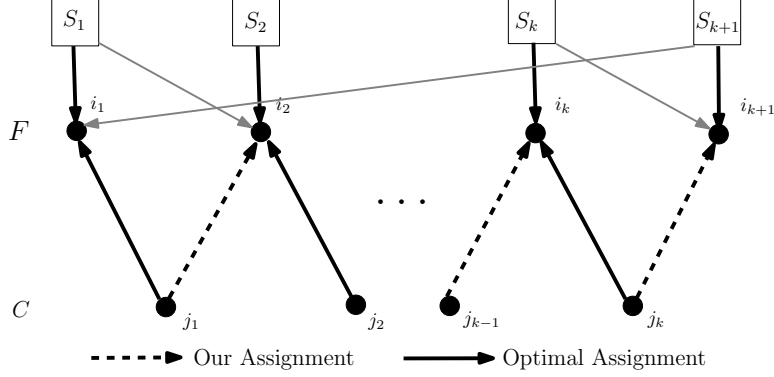 S₁ S₂ Sₖ Sₖ₊₁
i₁ i₂ iₖ iₖ₊₁
F
. . .
C
j₁ j₂ jₖ₋₁ jₖ
Our Assignment Optimal Assignment